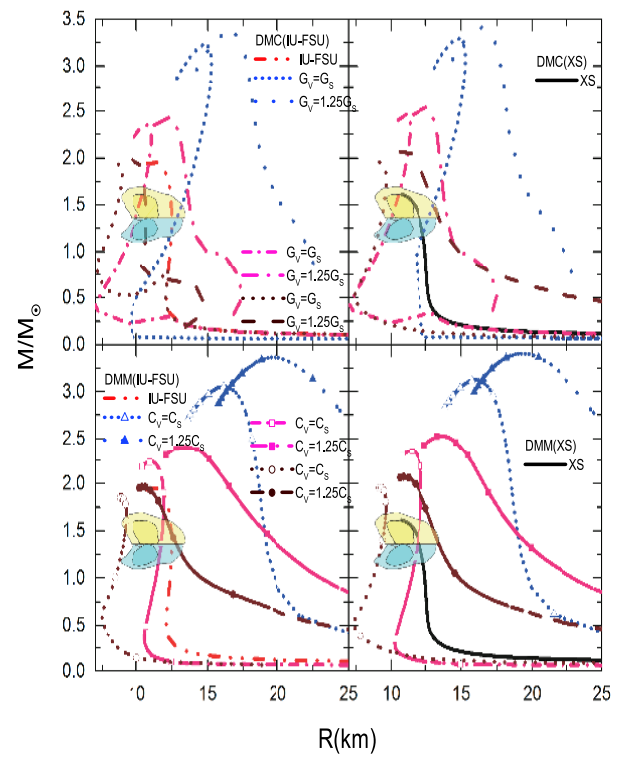 3.5
3.0
2.5
2.0
1.5
1.0
0.5
0.0
DMC(IU-FSU)
IU-FSU
G_V=G_S
G_V=1.25G_S
G_V=G_S
G_V=1.25G_S
G_V=G_S
G_V=1.25G_S
DMC(XS)
XS
M/M_⊙
3.0
2.5
2.0
1.5
1.0
0.5
0.0
DMM(IU-FSU)
IU-FSU
C_V=C_S
C_V=1.25C_S
C_V=C_S
C_V=1.25C_S
C_V=C_S
C_V=1.25C_S
DMM(XS)
XS
'0 15 20 25 10 15 20 25
R(km)